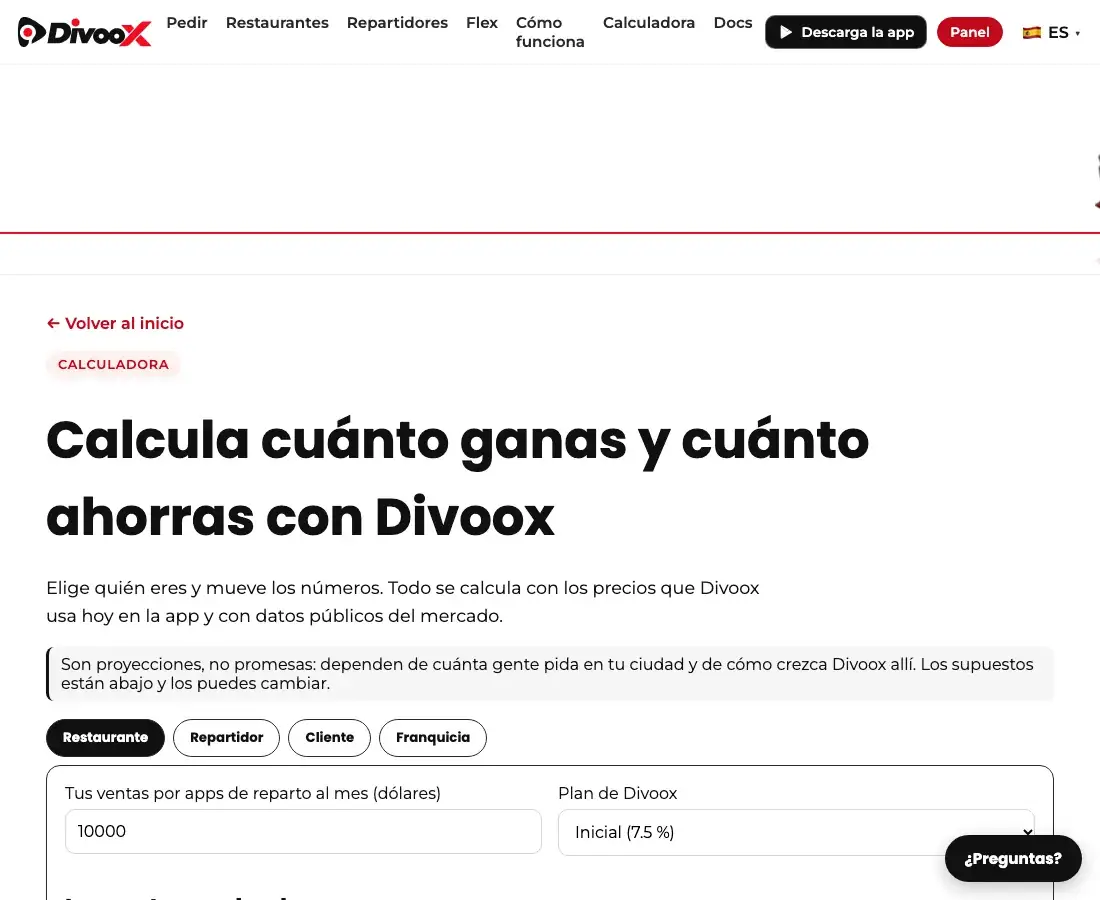 DivooX
Pedir
Restaurantes
Repartidores
Flex
Cómo
funciona
Calculadora
Docs
Descarga la app
Panel
ES
← Volver al inicio
CALCULADORA
Calcula cuánto ganas y cuánto
ahorras con Divoox
Elige quién eres y mueve los números. Todo se calcula con los precios que Divoox
usa hoy en la app y con datos públicos del mercado.
Son proyecciones, no promesas: dependen de cuánta gente pida en tu ciudad y de cómo crezca Divoox allí. Los supuestos
están abajo y los puedes cambiar.
Restaurante
Repartidor
Cliente
Franquicia
Tus ventas por apps de reparto al mes (dólares)
10000
Plan de Divoox
Inicial (7.5 %)
¿Preguntas?